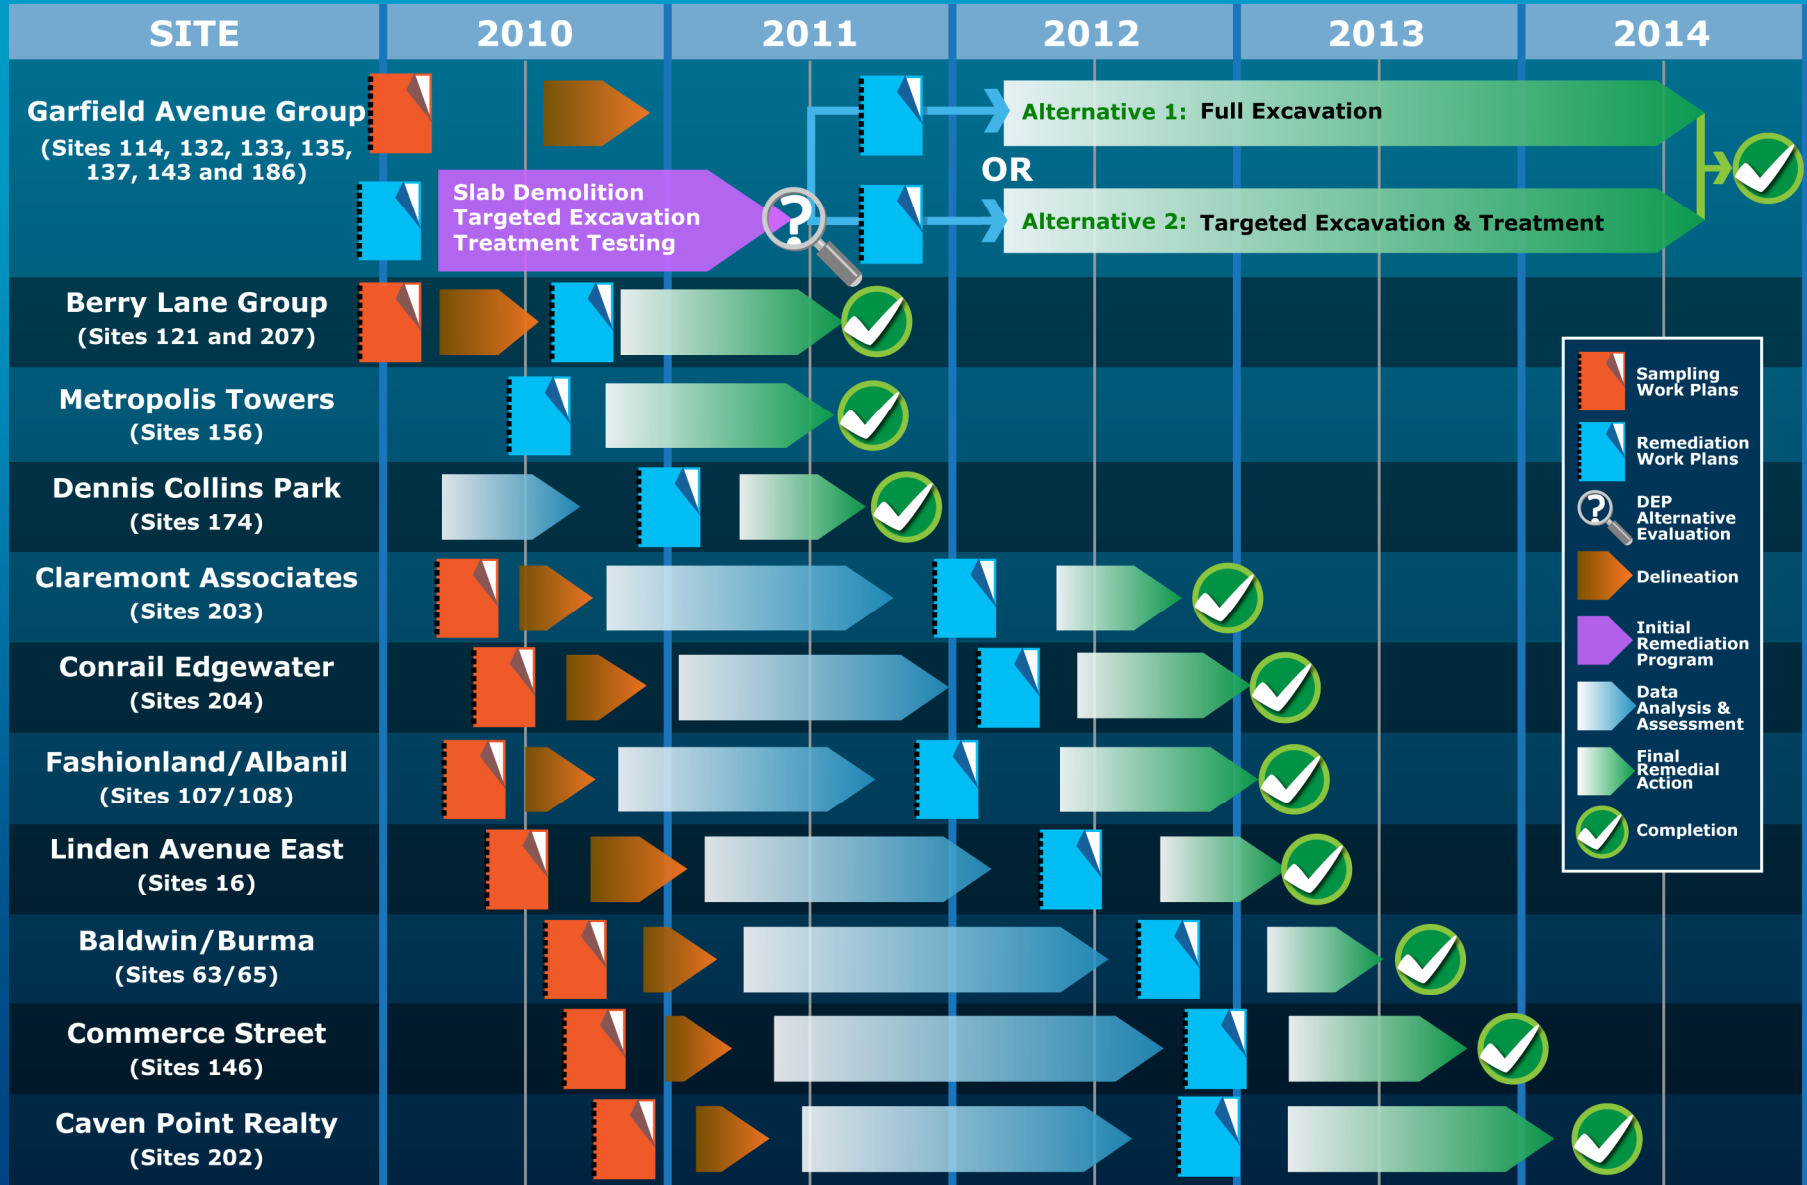 SITE 2010 2011 2012 2013 2014
Garfield Avenue Group
(Sites 114, 132, 133, 135,
137, 143 and 186)
Slab Demolition
Targeted Excavation
Treatment Testing
?
Alternative 1: Full Excavation
OR
Alternative 2: Targeted Excavation & Treatment
Berry Lane Group
(Sites 121 and 207)
Metropolis Towers
(Sites 156)
Dennis Collins Park
(Sites 174)
Claremont Associates
(Sites 203)
Conrail Edgewater
(Sites 204)
Fashionland/Albanil
(Sites 107/108)
Linden Avenue East
(Sites 16)
Baldwin/Burma
(Sites 63/65)
Commerce Street
(Sites 146)
Caven Point Realty
(Sites 202)
Sampling
Work Plans
Remediation
Work Plans
?
DEP
Alternative
Evaluation
Delineation
Initial
Remediation
Program
Data
Analysis &
Assessment
Final
Remedial
Action
Completion